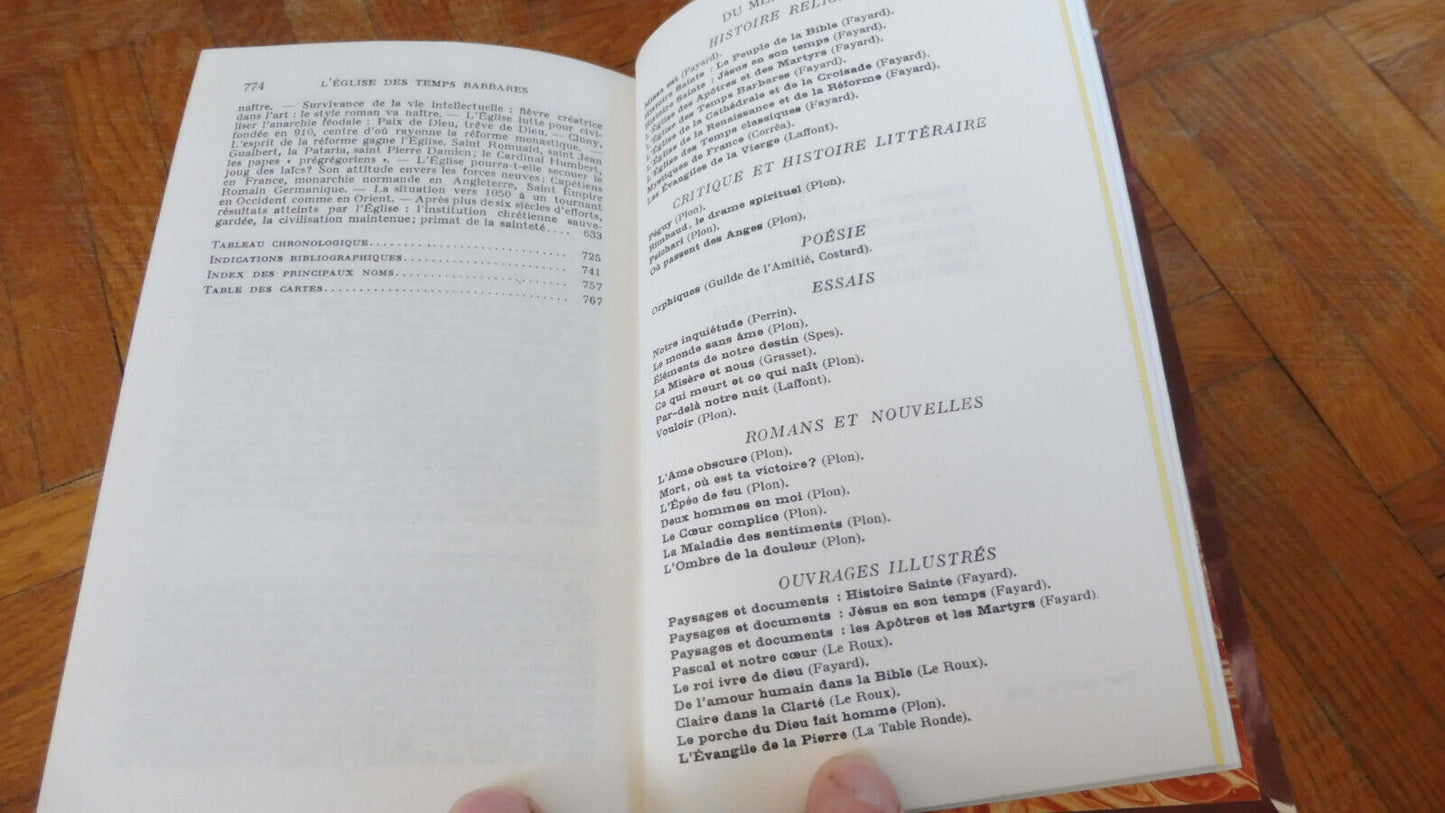 774 L'ÉGLISE DES TEMPS BARBARES
naître. — Survivance de la vie intellectuelle : fièvre créatrice
dans l'art : le style roman va naître. — L'Église lutte pour civi-
liser l'anarchie féodale : Paix de Dieu, trêve de Dieu. — Cluny,
fondée en 910, centre d'où rayonne la réforme monastique. —
L'esprit de la réforme gagne l'Église. Saint Romuald, saint Jean
Gualbert, la Pataria, saint Pierre Damien; le Cardinal Humbert,
les papes « prégrégoriens ». — L'Église pourra-t-elle secouer le
joug des laïcs? Son attitude envers les forces neuves: Capétiens
en France, monarchie normande en Angleterre, Saint Empire
Romain Germanique. — La situation vers 1050 à un tournant
en Occident comme en Orient. — Après plus de six siècles d'efforts,
résultats atteints par l'Église : l'institution chrétienne sauve-
gardée, la civilisation maintenue; primat de la sainteté.... 633
TABLEAU CHRONOLOGIQUE........ 725
INDICATIONS BIBLIOGRAPHIQUES........ 741
INDEX DES PRINCIPAUX NOMS........ 757
TABLE DES CARTES........ 767
DU
HISTOIRE
Missa est (Fayard).
Histoire Sainte : Le Peuple de la Bible (Fayard).
Histoire Sainte : Jésus en son temps (Fayard).
L'Église des Apôtres et des Martyrs (Fayard).
L'Église des Temps Barbares (Fayard).
L'Église de la Cathédrale et de la Croisade (Fayard).
L'Église de la Renaissance et de la Réforme (Fayard).
L'Église des Temps classiques (Fayard).
Mystiques de France (Corrêa).
Les Évangiles de la Vierge (Laffont).
CRITIQUE ET HISTOIRE LITTÉRAIRE
Péguy (Plon).
Rimbaud, le drame spirituel (Plon).
Psichari (Plon).
Où passent des Anges (Plon).
POÉSIE
Orphiques (Guilde de l'Amitié, Costard).
ESSAIS
Notre inquiétude (Perrin).
Le monde sans âme (Plon).
Éléments de notre destin (Spes).
La Misère et nous (Grasset).
Ce qui meurt et ce qui naît (Plon).
Par-delà notre nuit (Laffont).
Vouloir (Plon).
ROMANS ET NOUVELLES
L'Ame obscure (Plon).
Mort, où est ta victoire? (Plon).
L'Épée de feu (Plon).
Deux hommes en moi (Plon).
Le Cœur complice (Plon).
La Maladie des sentiments (Plon).
L'Ombre de la douleur (Plon).
OUVRAGES ILLUSTRÉS
Paysages et documents : Histoire Sainte (Fayard).
Paysages et documents : Jésus en son temps (Fayard).
Paysages et documents : les Apôtres et les Martyrs (Fayard).
Pascal et notre cœur (Le Roux).
Le roi ivre de dieu (Fayard).
De l'amour humain dans la Bible (Le Roux).
Claire dans la Clarté (Le Roux).
Le porche du Dieu fait homme (Plon).
L'Évangile de la Pierre (La Table Ronde).